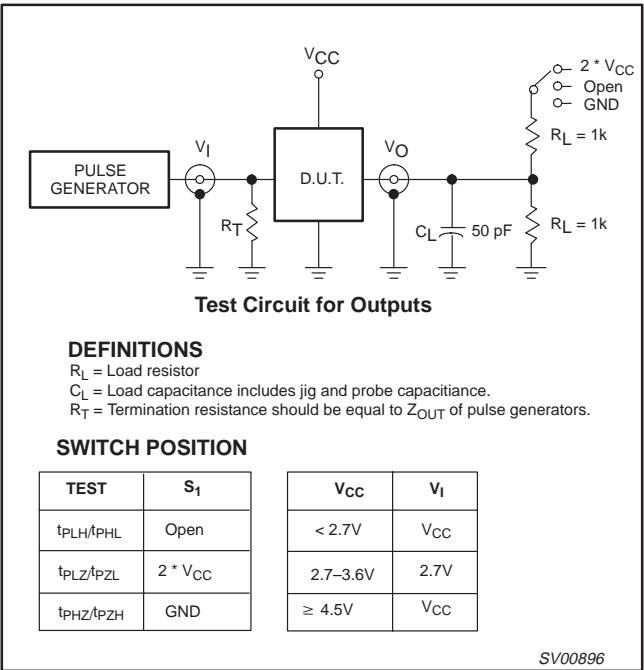 VCC
2 * VCC
Open
GND
RL = 1k
VI
VO
PULSE
GENERATOR
D.U.T.
RT
CL
50 pF
RL = 1k
Test Circuit for Outputs
DEFINITIONS
RL = Load resistor
CL = Load capacitance includes jig and probe capacitiance.
RT = Termination resistance should be equal to ZOUT of pulse generators.
SWITCH POSITION
TEST S1
tPLH/tPHL Open
tPLZ/tPZL 2 * VCC
tPHZ/tPZH GND
VCC VI
< 2.7V VCC
2.7–3.6V 2.7V
≥ 4.5V VCC
SV00896